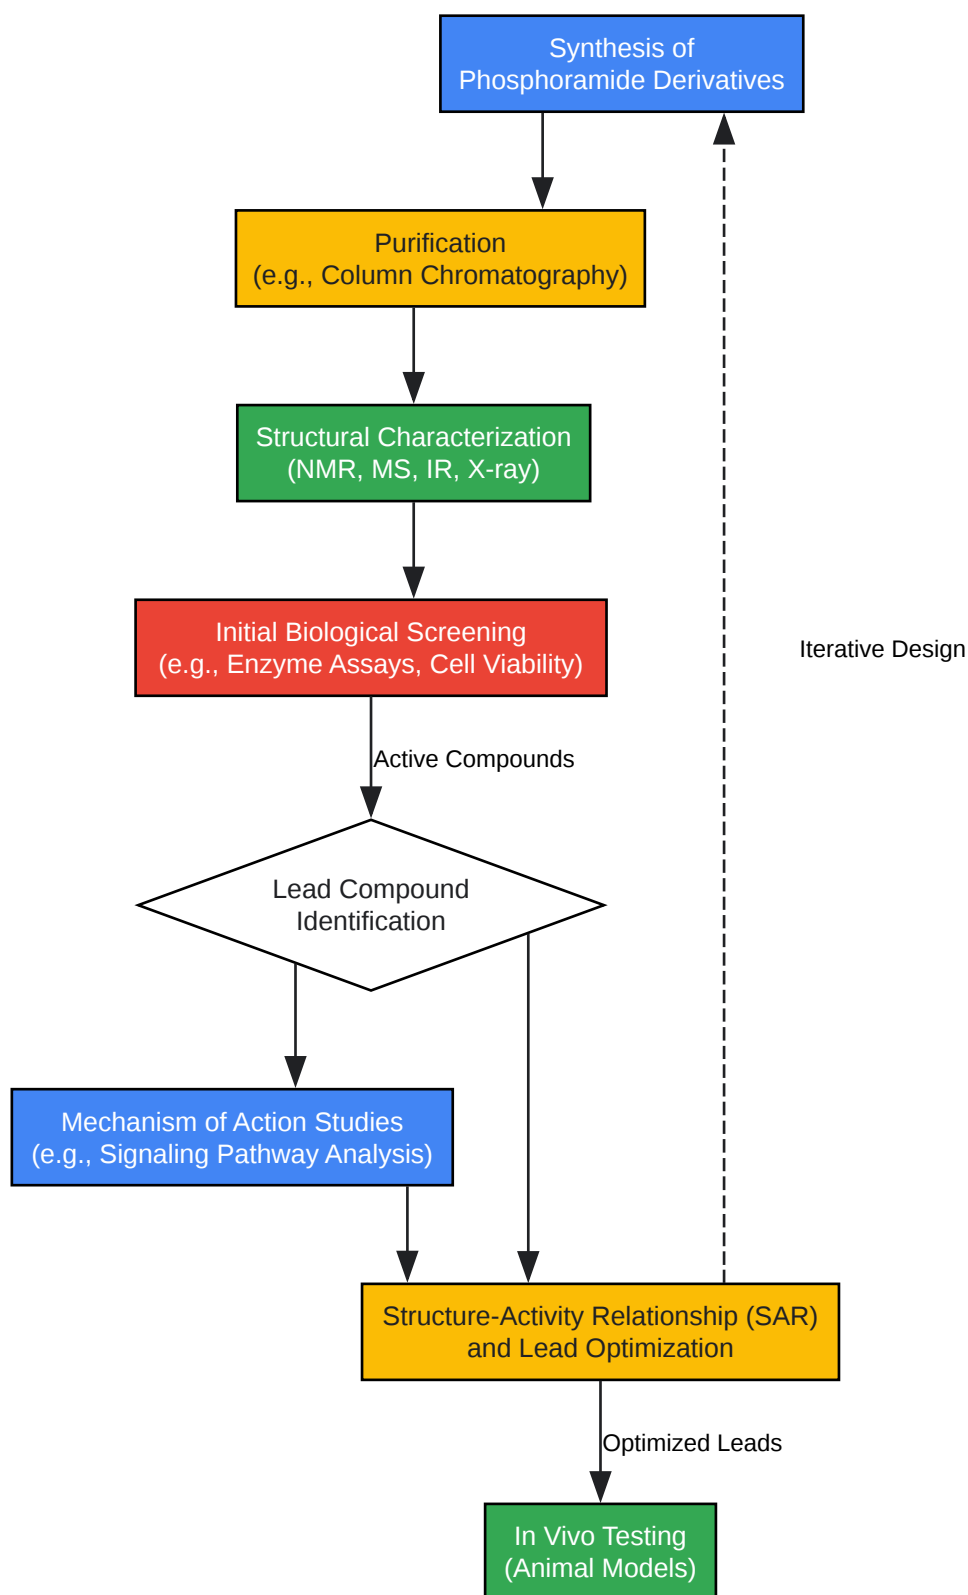 Synthesis of
Phosphoramide Derivatives
Purification
(e.g., Column Chromatography)
Structural Characterization
(NMR, MS, IR, X-ray)
Initial Biological Screening
(e.g., Enzyme Assays, Cell Viability)
Iterative Design
Active Compounds
Lead Compound
Identification
Mechanism of Action Studies
(e.g., Signaling Pathway Analysis)
Structure-Activity Relationship (SAR)
and Lead Optimization
Optimized Leads
In Vivo Testing
(Animal Models)